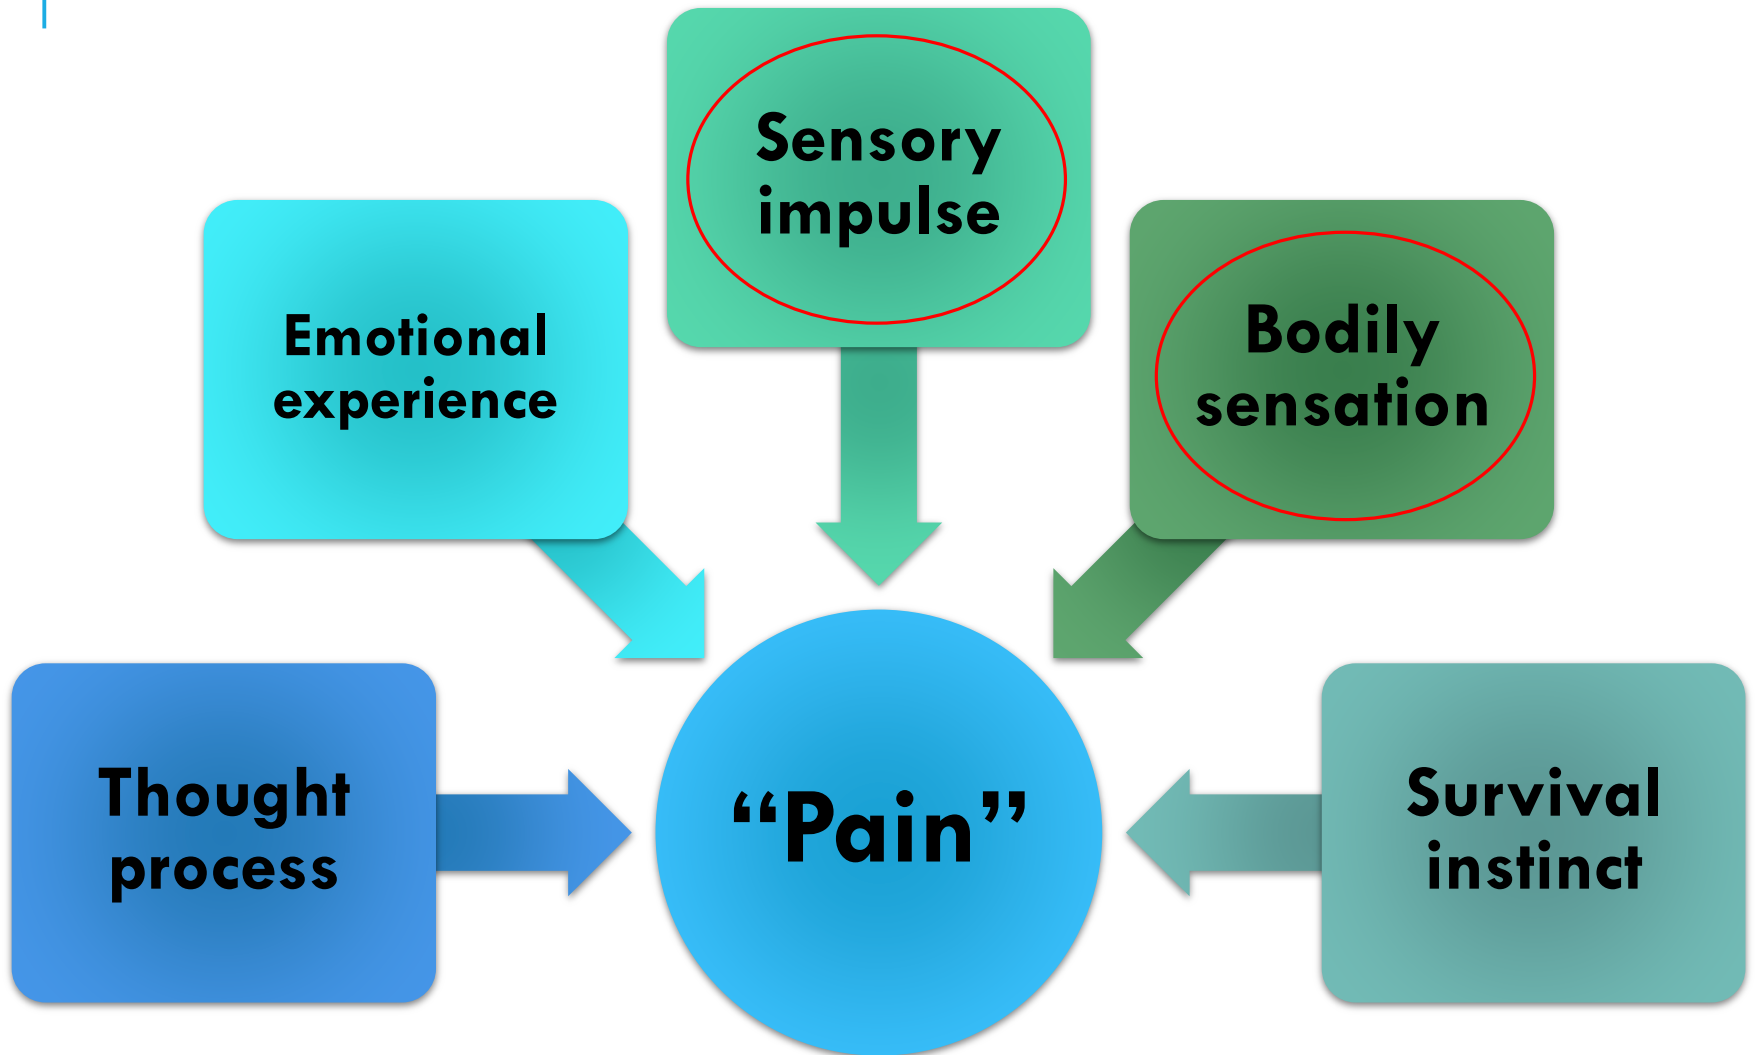 Sensory
impulse
Emotional
experience
Bodily
sensation
Thought
process
“Pain”
Survival
instinct